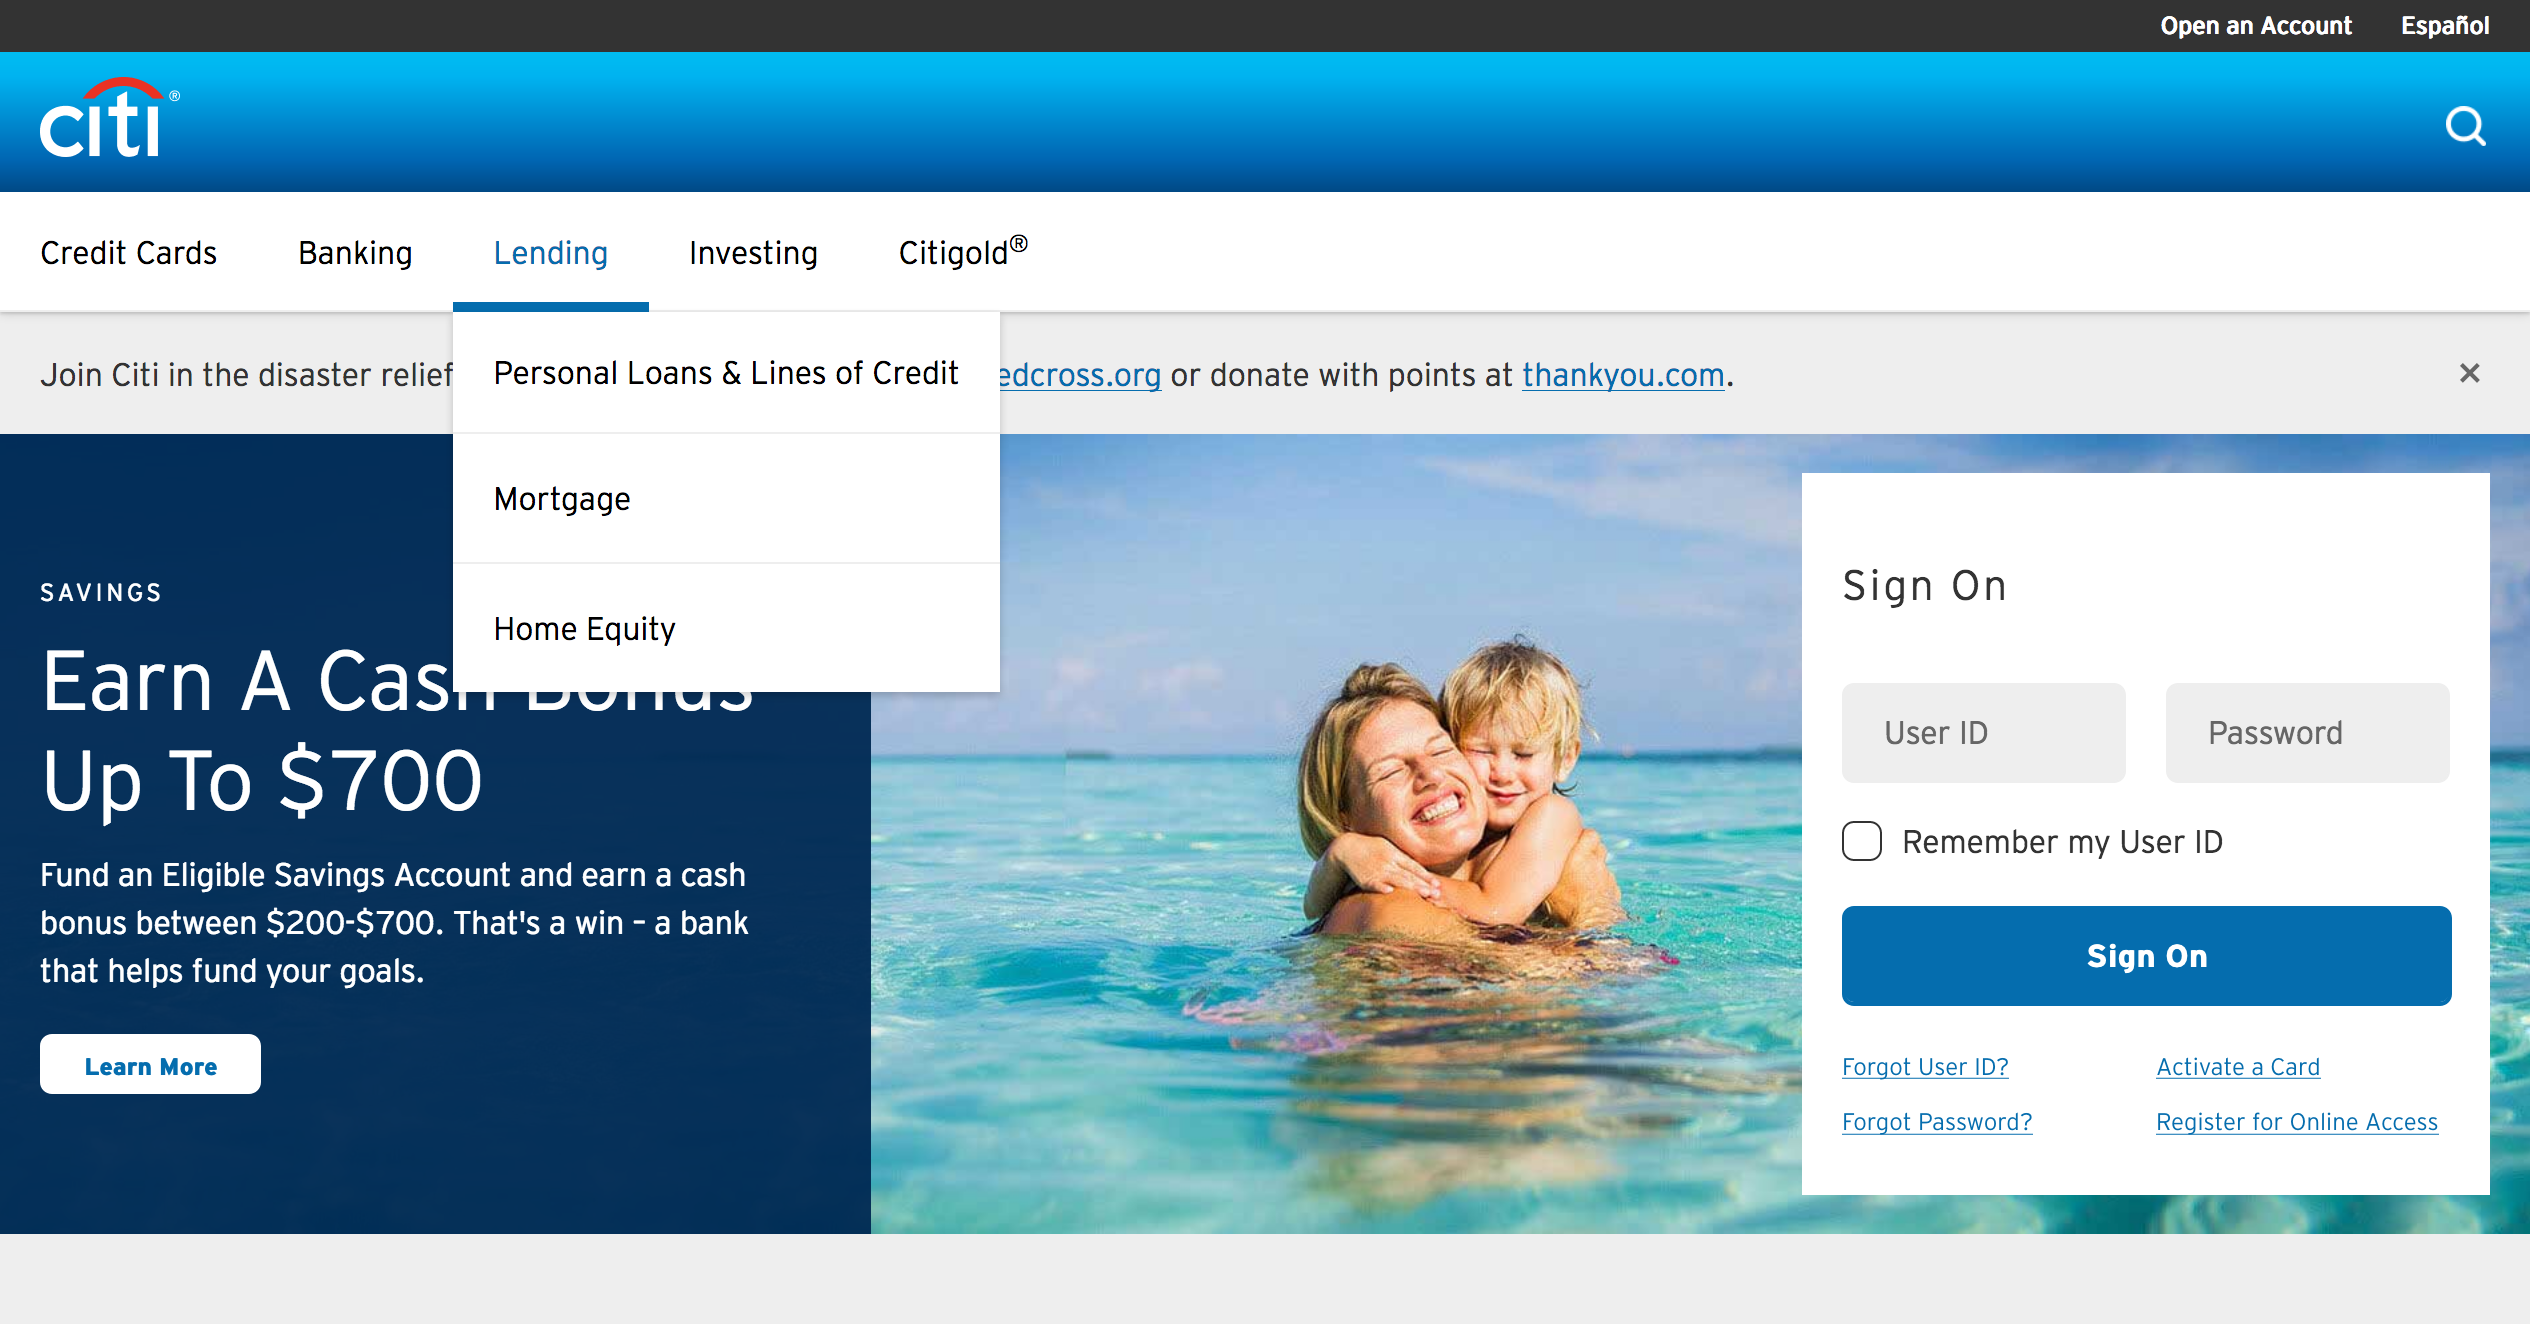 Open an Account Español
citi®
Credit Cards Banking Lending Investing Citigold®
Join Citi in the disaster relief edcross.org or donate with points at thankyou.com.
Personal Loans & Lines of Credit
Mortgage
Home Equity
SAVINGS
Earn A Cash Bonus
Up To $700
Fund an Eligible Savings Account and earn a cash
bonus between $200-$700. That's a win – a bank
that helps fund your goals.
Learn More
Sign On
User ID Password
Remember my User ID
Sign On
Forgot User ID? Activate a Card
Forgot Password? Register for Online Access